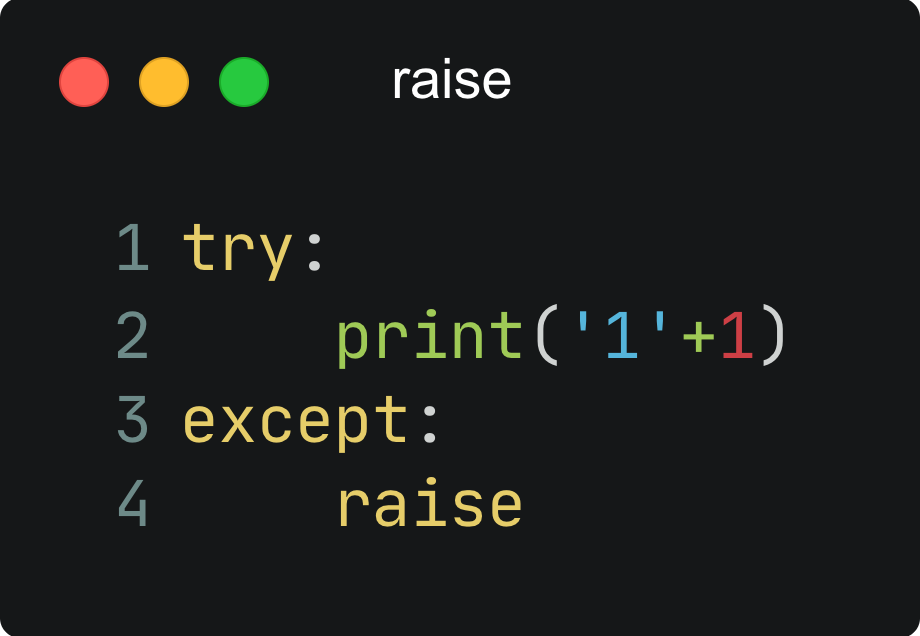 raise
1 try:
2     print('1'+1)
3 except:
4     raise